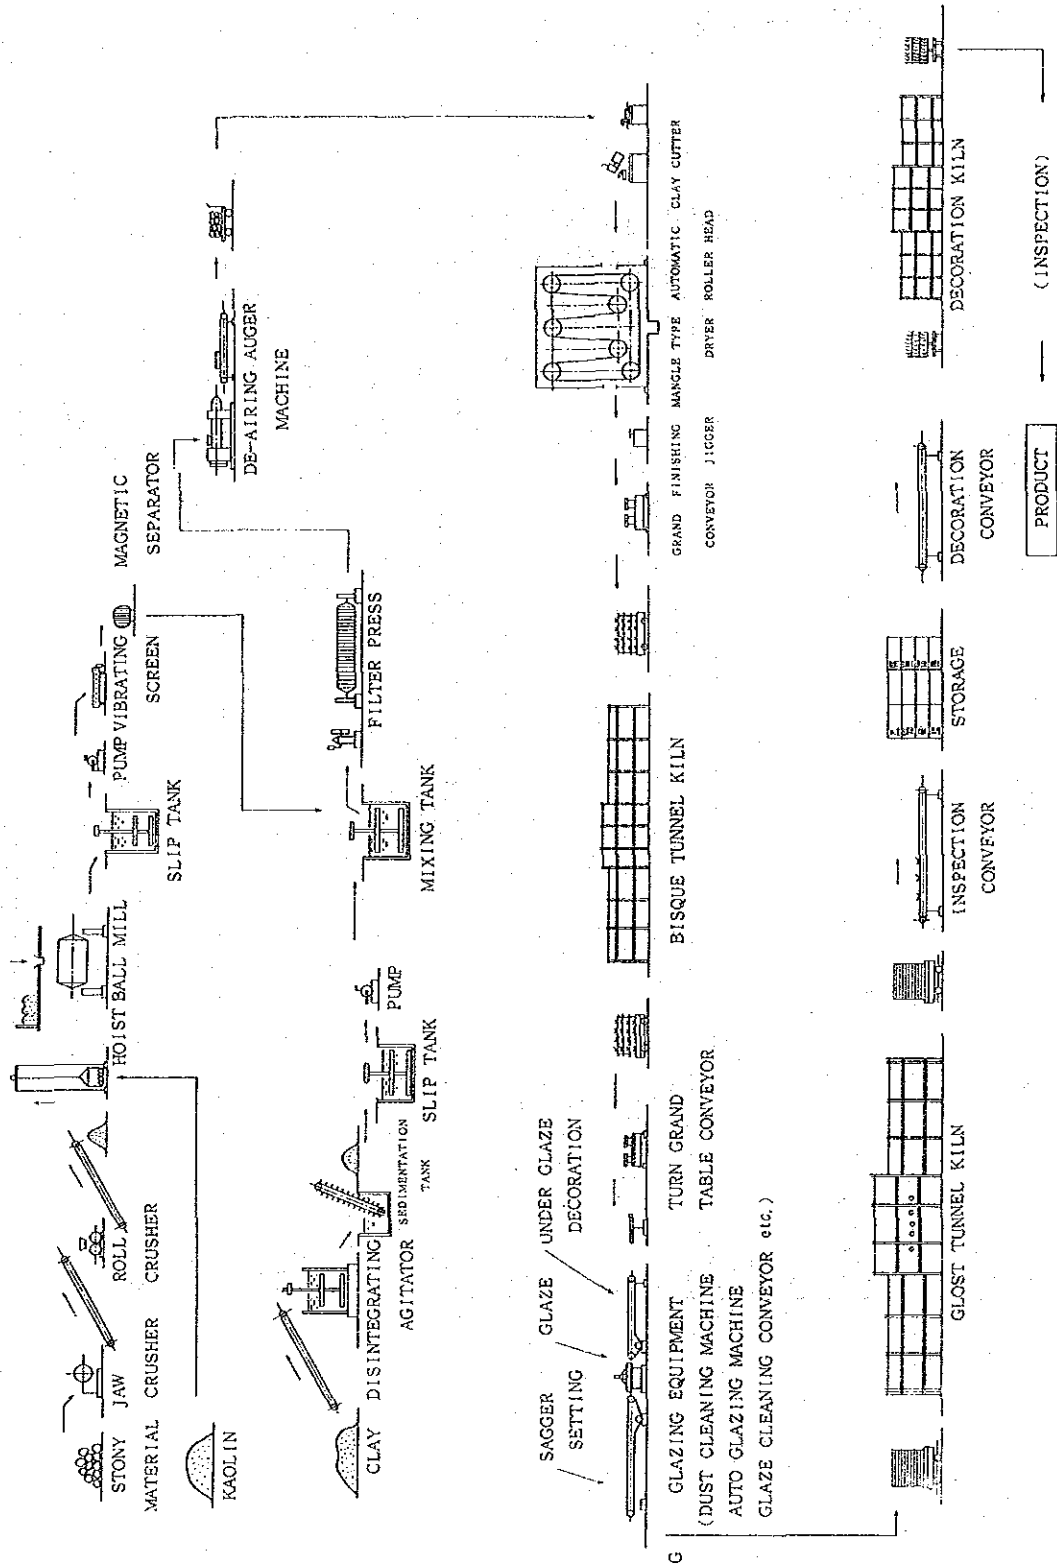 STONY JAW ROLL HOIST BALL MILL
MATERIAL CRUSHER CRUSHER
SLIP TANK
PUMP VIBRATING MAGNETIC
SCREEN SEPARATOR
KAOLIN
DE-AIRING AUGER
MACHINE
CLAY DISINTEGRATING SEDIMENTATION
AGITATOR TANK
SLIP TANK
PUMP
MIXING TANK
FILTER PRESS
SAGGER GLAZE UNDER GLAZE
SETTING DECORATION
G
GLAZING EQUIPMENT TURN GRAND
(DUST CLEANING MACHINE TABLE CONVEYOR
AUTO GLAZING MACHINE
GLAZE CLEANING CONVEYOR etc.)
BISQUE TUNNEL KILN
GRAND FINISHING MANGLE TYPE AUTOMATIC CLAY CUTTER
CONVEYOR JIGGER DRYER ROLLER HEAD
GLOST TUNNEL KILN
INSPECTION
CONVEYOR
STORAGE
DECORATION
CONVEYOR
DECORATION KILN
PRODUCT
(INSPECTION)